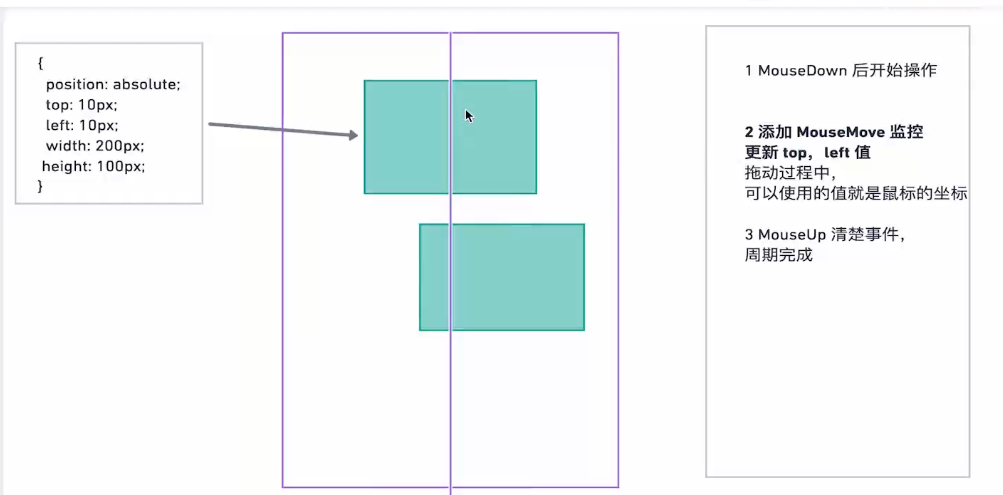 {
position: absolute;
top: 10px;
left: 10px;
width: 200px;
height: 100px;
}
1 MouseDown 后开始操作
2 添加 MouseMove 监控
更新 top，left 值
拖动过程中，
可以使用的值就是鼠标的坐标
3 MouseUp 清楚事件，
周期完成